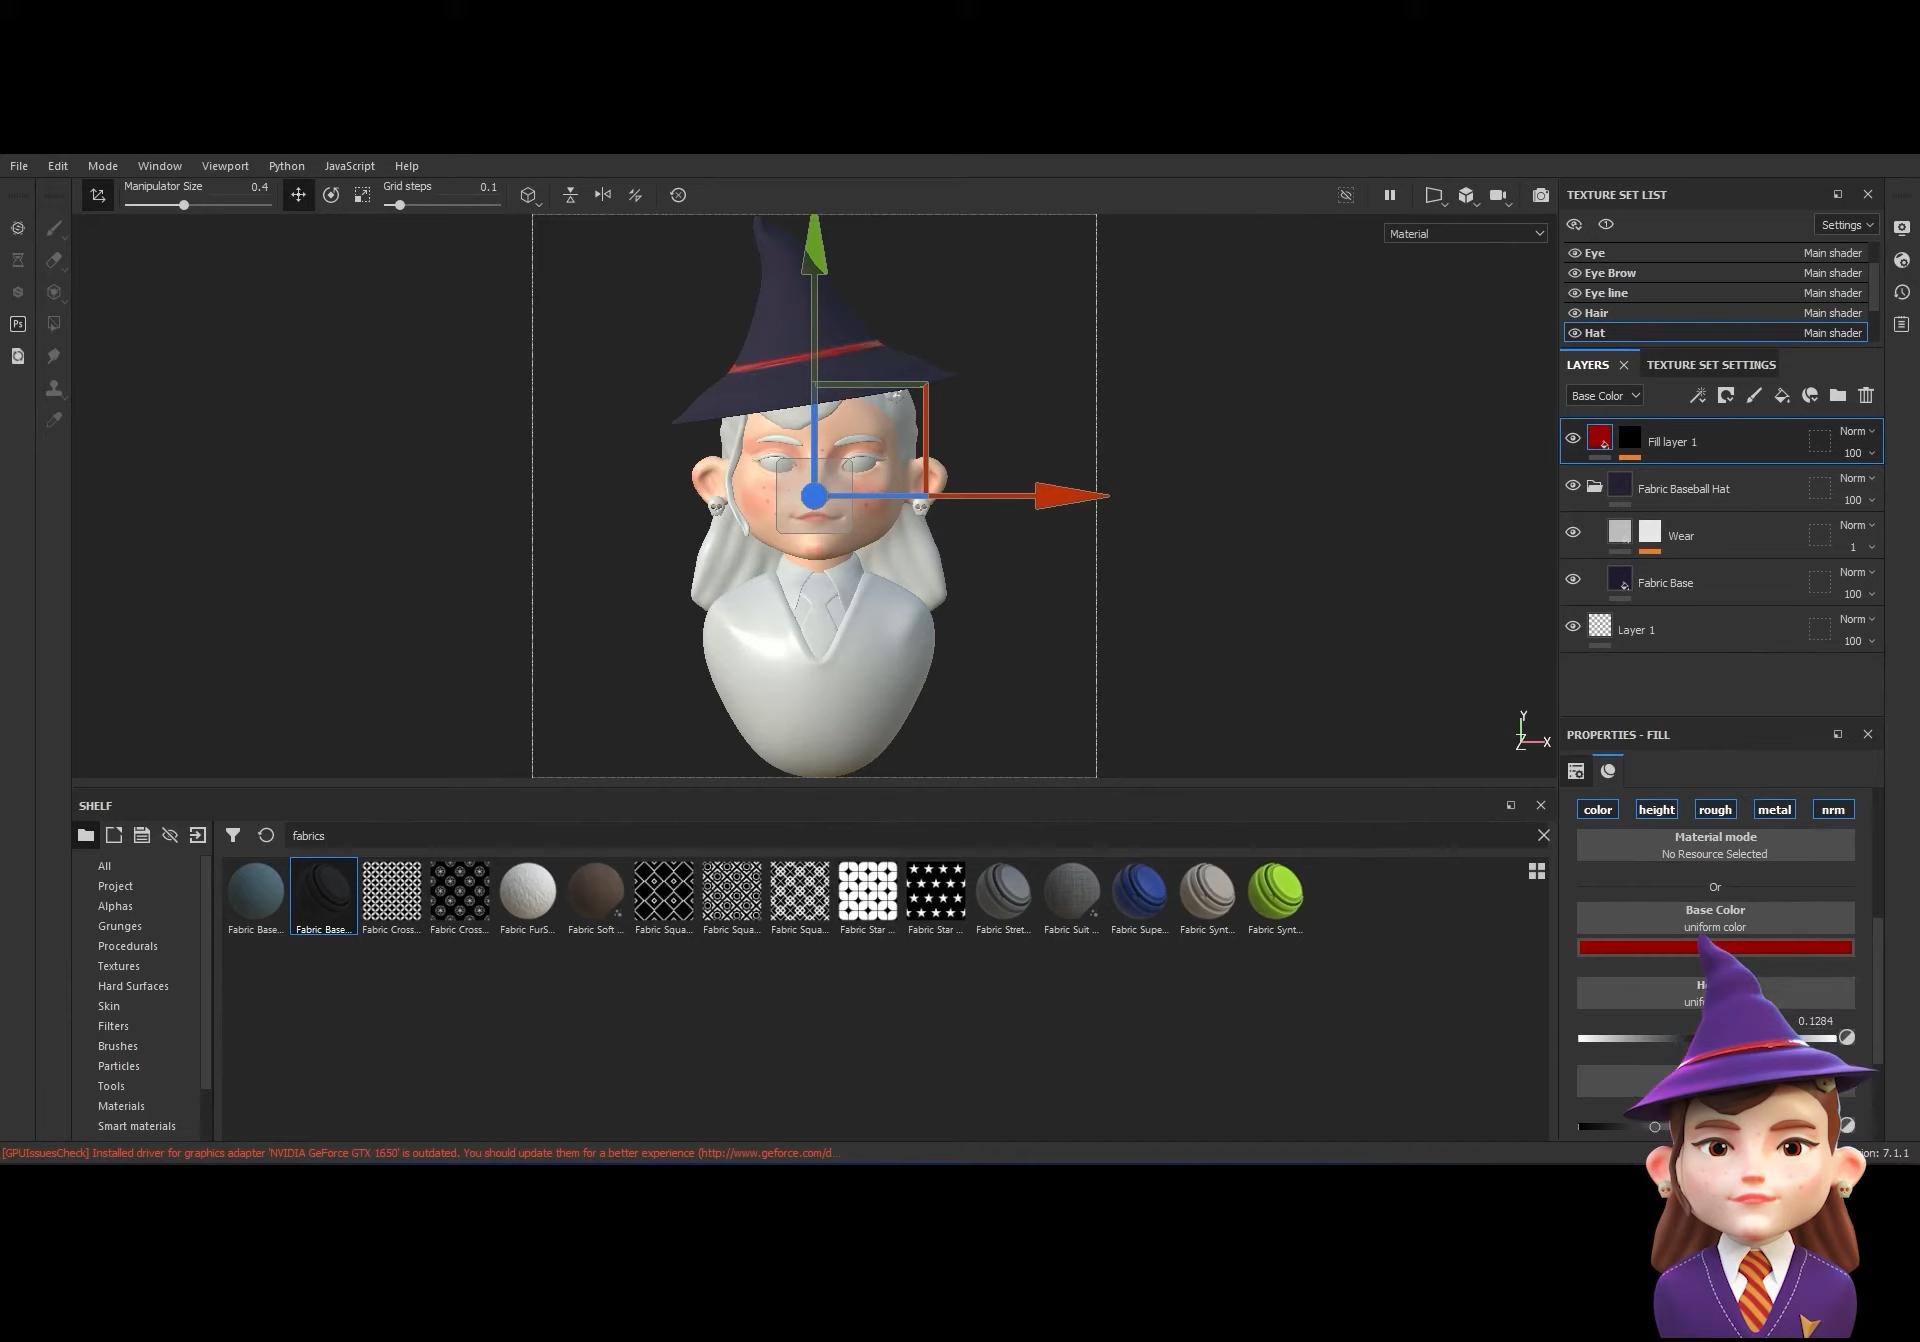 File Edit Mode Window Viewport Python JavaScript Help
Manipulator Size 0.4 Grid steps 0.1
Material
TEXTURE SET LIST
Settings
Eye Main shader
Eye Brow Main shader
Eye line Main shader
Hair Main shader
Hat Main shader
LAYERS TEXTURE SET SETTINGS
Base Color
Norm
Fill layer 1
100
Norm
Fabric Baseball Hat
100
Norm
Wear
1
Norm
Fabric Base
100
Norm
Layer 1
100
Ps
Y
Z X
PROPERTIES - FILL
color height rough metal nrm
Material mode
No Resource Selected
Or
Base Color
uniform color
0.1284
SHELF
fabrics
All
Project
Alphas
Grunges
Procedurals
Textures
Hard Surfaces
Skin
Filters
Brushes
Particles
Tools
Materials
Smart materials
Fabric Base... Fabric Base... Fabric Cross... Fabric Cross... Fabric FurS... Fabric Soft ... Fabric Squa... Fabric Squa... Fabric Squa... Fabric Star ... Fabric Star ... Fabric Stret... Fabric Suit ... Fabric Supe... Fabric Synt... Fabric Synt...
[GPUIssuesCheck] Installed driver for graphics adapter 'NVIDIA GeForce GTX 1650' is outdated. You should update them for a better experience (http://www.geforce.com/d...
7.1.1